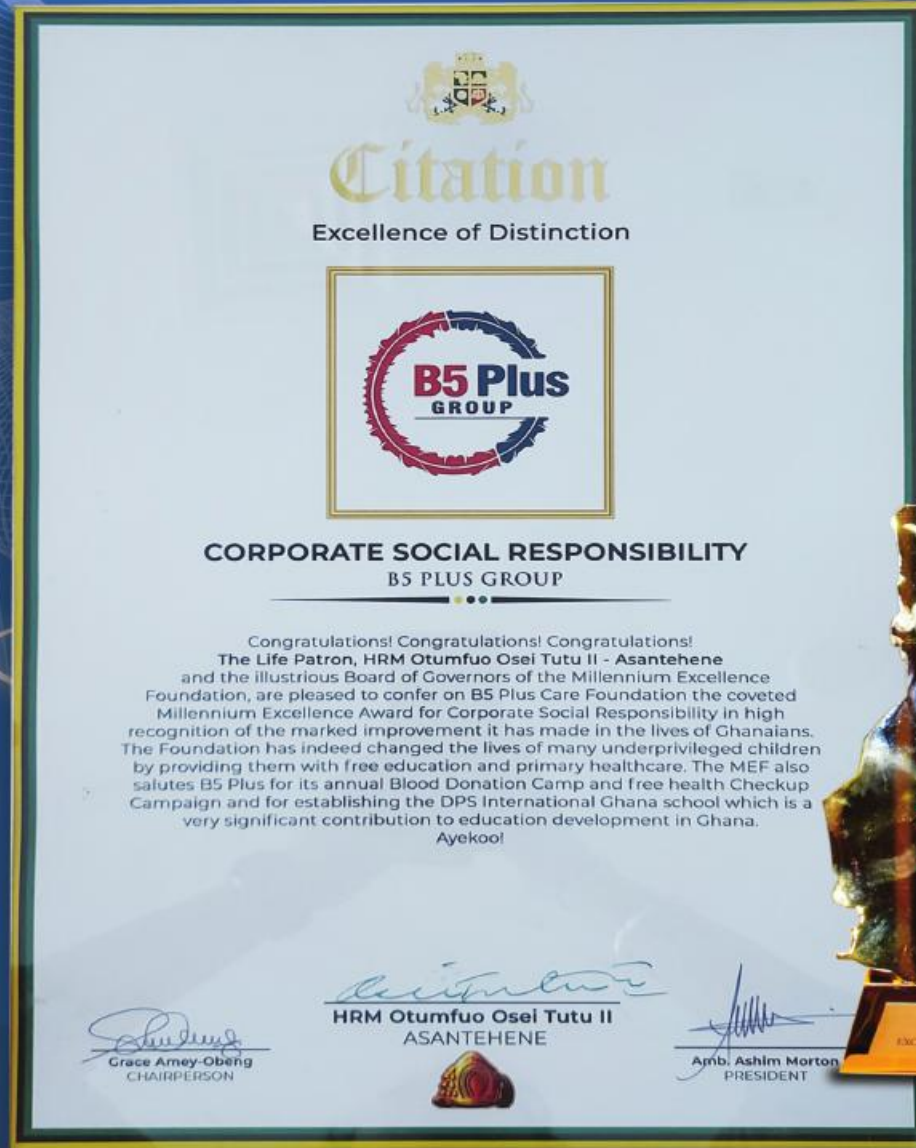 Citation
Excellence of Distinction
B5 Plus
GROUP
CORPORATE SOCIAL RESPONSIBILITY
B5 PLUS GROUP
Congratulations! Congratulations! Congratulations!
The Life Patron, HRM Otumfuo Osei Tutu II - Asantehene
and the illustrious Board of Governors of the Millennium Excellence
Foundation, are pleased to confer on B5 Plus Care Foundation the coveted
Millennium Excellence Award for Corporate Social Responsibility in high
recognition of the marked improvement it has made in the lives of Ghanaians.
The Foundation has indeed changed the lives of many underprivileged children
by providing them with free education and primary healthcare. The MEF also
salutes B5 Plus for its annual Blood Donation Camp and free health Checkup
Campaign and for establishing the DPS International Ghana school which is a
very significant contribution to education development in Ghana.
Ayekoo!
HRM Otumfuo Osei Tutu II
ASANTEHENE
Grace Amey-Obeng
CHAIRPERSON
Amb. Ashim Morton
PRESIDENT